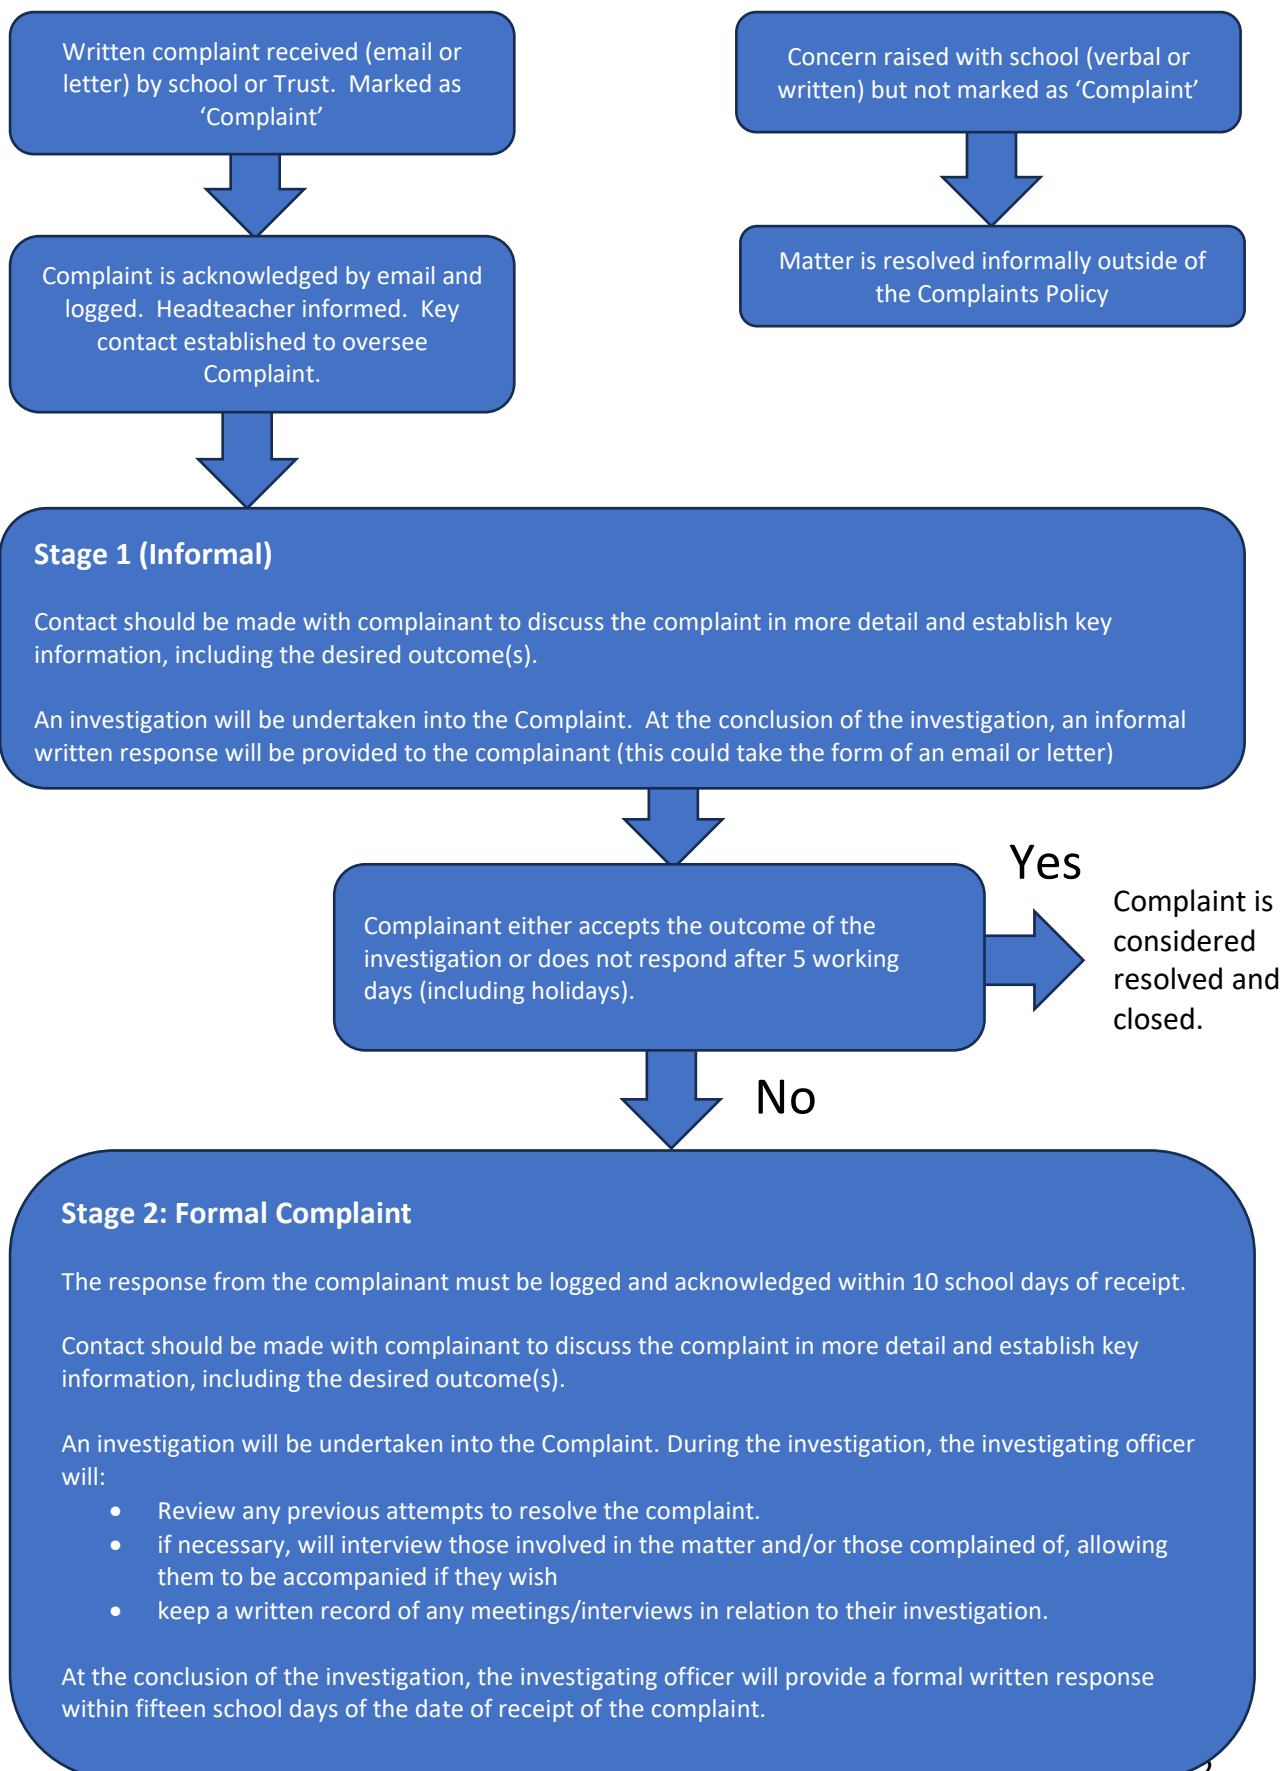 Written complaint received (email or
letter) by school or Trust.  Marked as
‘Complaint’
Concern raised with school (verbal or
written) but not marked as ‘Complaint’
Complaint is acknowledged by email and
logged.  Headteacher informed.  Key
contact established to oversee
Complaint.
Matter is resolved informally outside of
the Complaints Policy
Stage 1 (Informal)
Contact should be made with complainant to discuss the complaint in more detail and establish key
information, including the desired outcome(s).
An investigation will be undertaken into the Complaint.  At the conclusion of the investigation, an informal
written response will be provided to the complainant (this could take the form of an email or letter)
Complainant either accepts the outcome of the
investigation or does not respond after 5 working
days (including holidays).
Yes
Complaint is
considered
resolved and
closed.
No
Stage 2: Formal Complaint
The response from the complainant must be logged and acknowledged within 10 school days of receipt.
Contact should be made with complainant to discuss the complaint in more detail and establish key
information, including the desired outcome(s).
An investigation will be undertaken into the Complaint. During the investigation, the investigating officer
will:
• Review any previous attempts to resolve the complaint.
• if necessary, will interview those involved in the matter and/or those complained of, allowing
them to be accompanied if they wish
• keep a written record of any meetings/interviews in relation to their investigation.
At the conclusion of the investigation, the investigating officer will provide a formal written response
within fifteen school days of the date of receipt of the complaint.